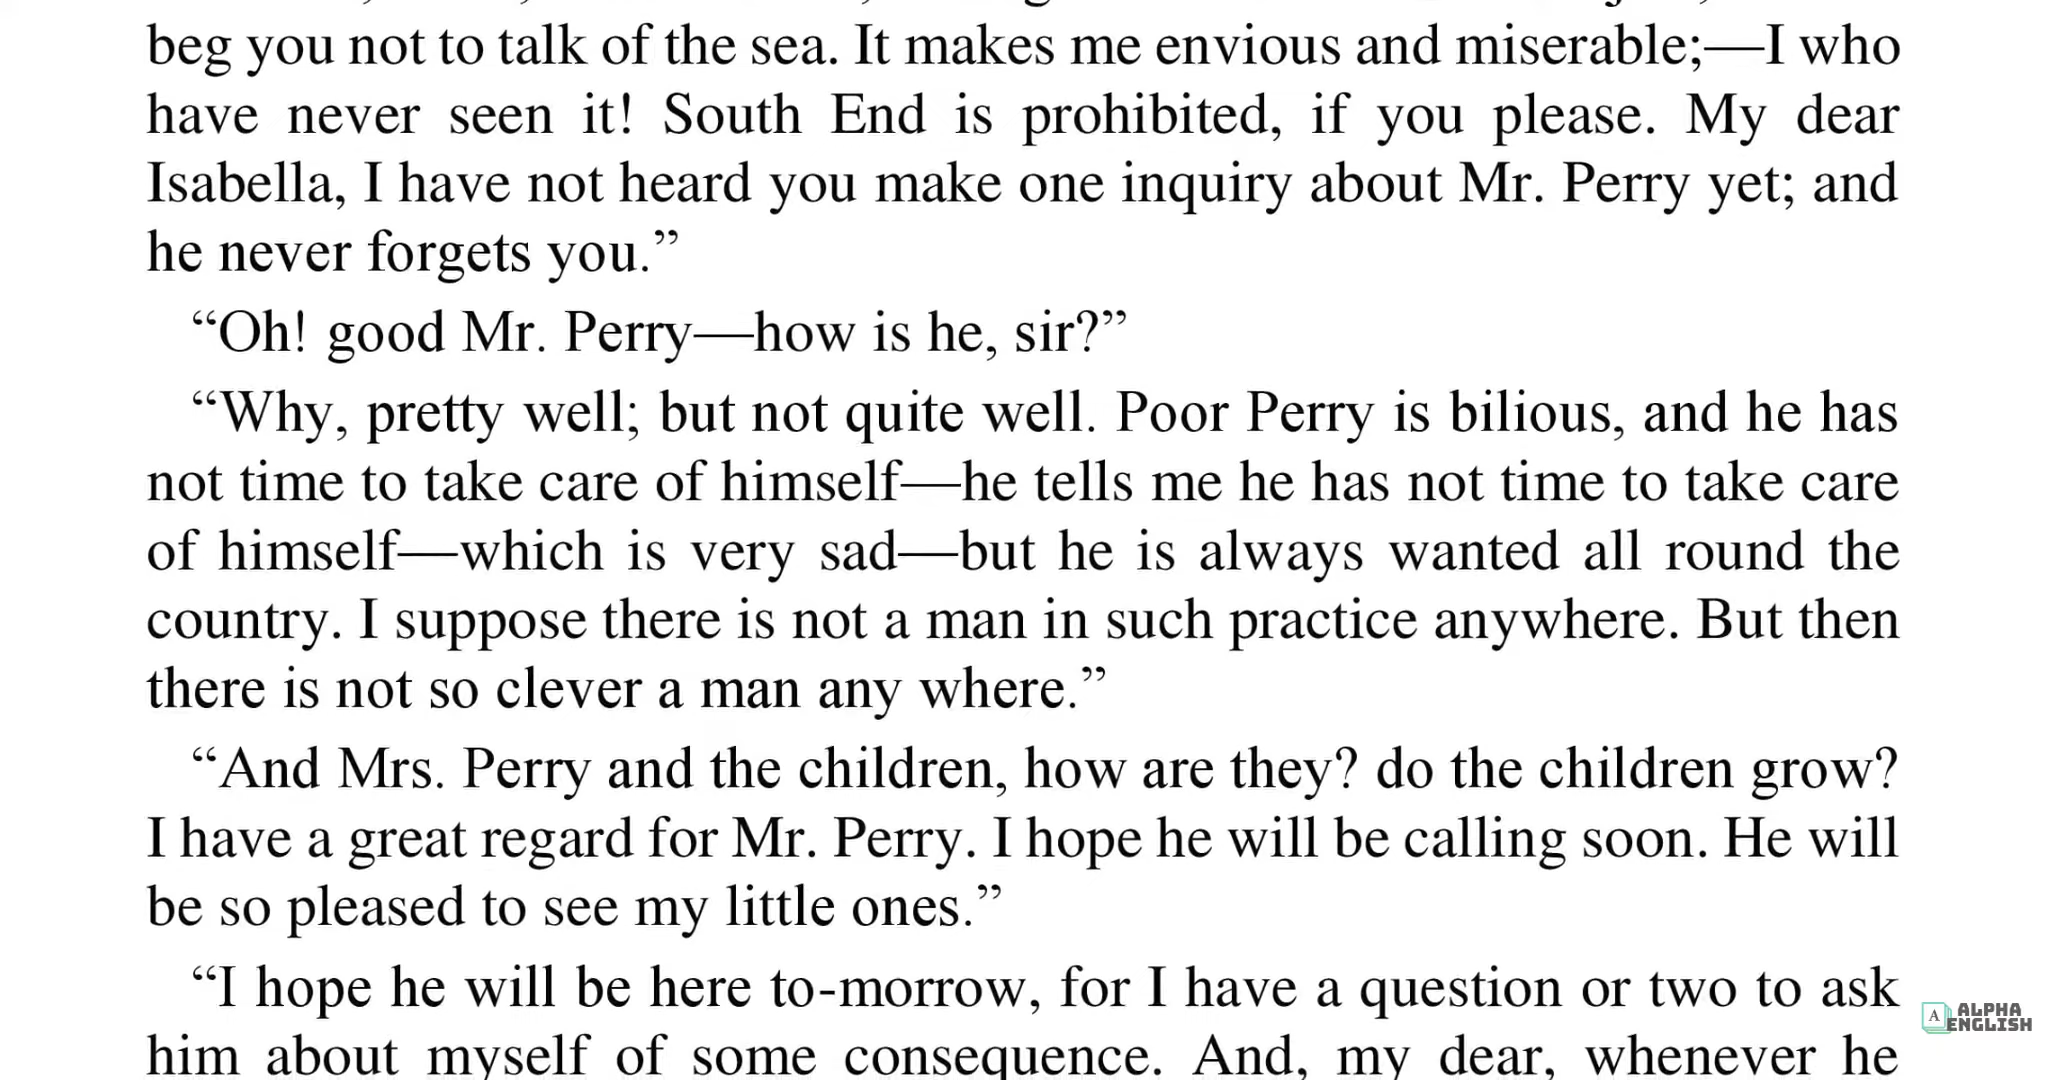 beg you not to talk of the sea. It makes me envious and miserable;—I who
have never seen it! South End is prohibited, if you please. My dear
Isabella, I have not heard you make one inquiry about Mr. Perry yet; and
he never forgets you.”
“Oh! good Mr. Perry—how is he, sir?”
“Why, pretty well; but not quite well. Poor Perry is bilious, and he has
not time to take care of himself—he tells me he has not time to take care
of himself—which is very sad—but he is always wanted all round the
country. I suppose there is not a man in such practice anywhere. But then
there is not so clever a man any where.”
“And Mrs. Perry and the children, how are they? do the children grow?
I have a great regard for Mr. Perry. I hope he will be calling soon. He will
be so pleased to see my little ones.”
“I hope he will be here to-morrow, for I have a question or two to ask
him about myself of some consequence. And, my dear, whenever he
A ALPHA
ENGLISH